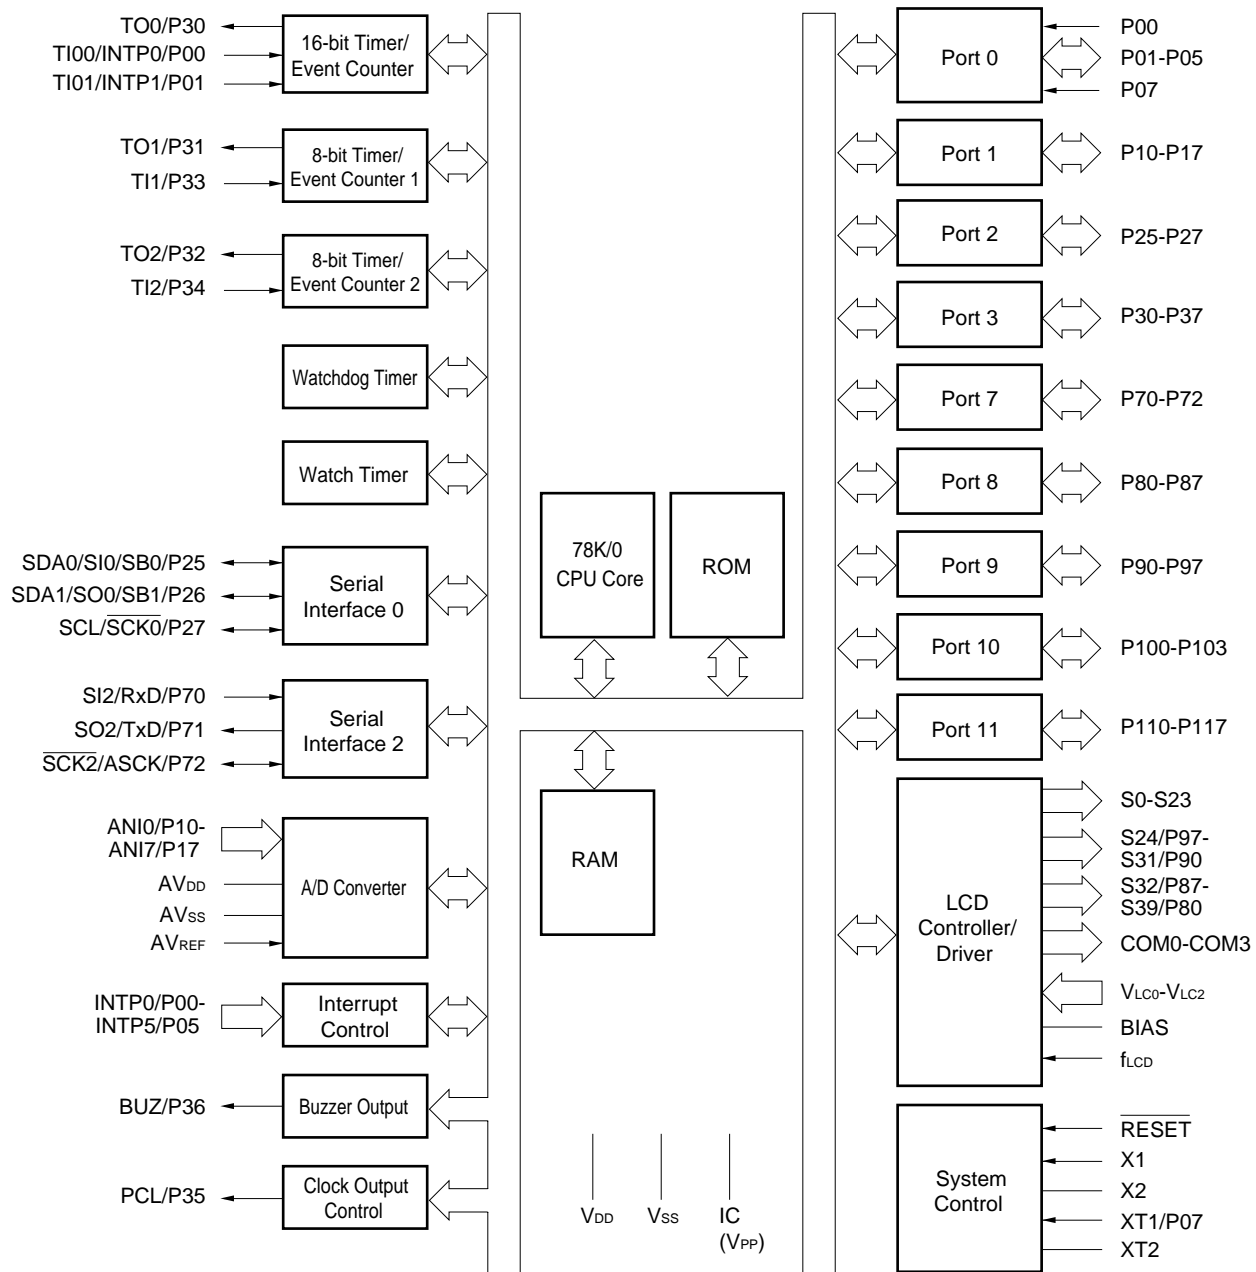 TO0/P30
TI00/INTP0/P00
TI01/INTP1/P01
16-bit Timer/
Event Counter
TO1/P31
TI1/P33
8-bit Timer/
Event Counter 1
TO2/P32
TI2/P34
8-bit Timer/
Event Counter 2
Watchdog Timer
Watch Timer
SDA0/SI0/SB0/P25
SDA1/SO0/SB1/P26
SCL/SCK0/P27
Serial
Interface 0
SI2/RxD/P70
SO2/TxD/P71
SCK2/ASCK/P72
Serial
Interface 2
ANI0/P10-
ANI7/P17
AVDD
AVSS
AVREF
A/D Converter
INTP0/P00-
INTP5/P05
Interrupt
Control
BUZ/P36
Buzzer Output
PCL/P35
Clock Output
Control
78K/0
CPU Core
ROM
RAM
VDD
VSS
IC
(VPP)
Port 0
P00
P01-P05
P07
Port 1
P10-P17
Port 2
P25-P27
Port 3
P30-P37
Port 7
P70-P72
Port 8
P80-P87
Port 9
P90-P97
Port 10
P100-P103
Port 11
P110-P117
LCD
Controller/
Driver
S0-S23
S24/P97-
S31/P90
S32/P87-
S39/P80
COM0-COM3
VLC0-VLC2
BIAS
fLCD
System
Control
RESET
X1
X2
XT1/P07
XT2